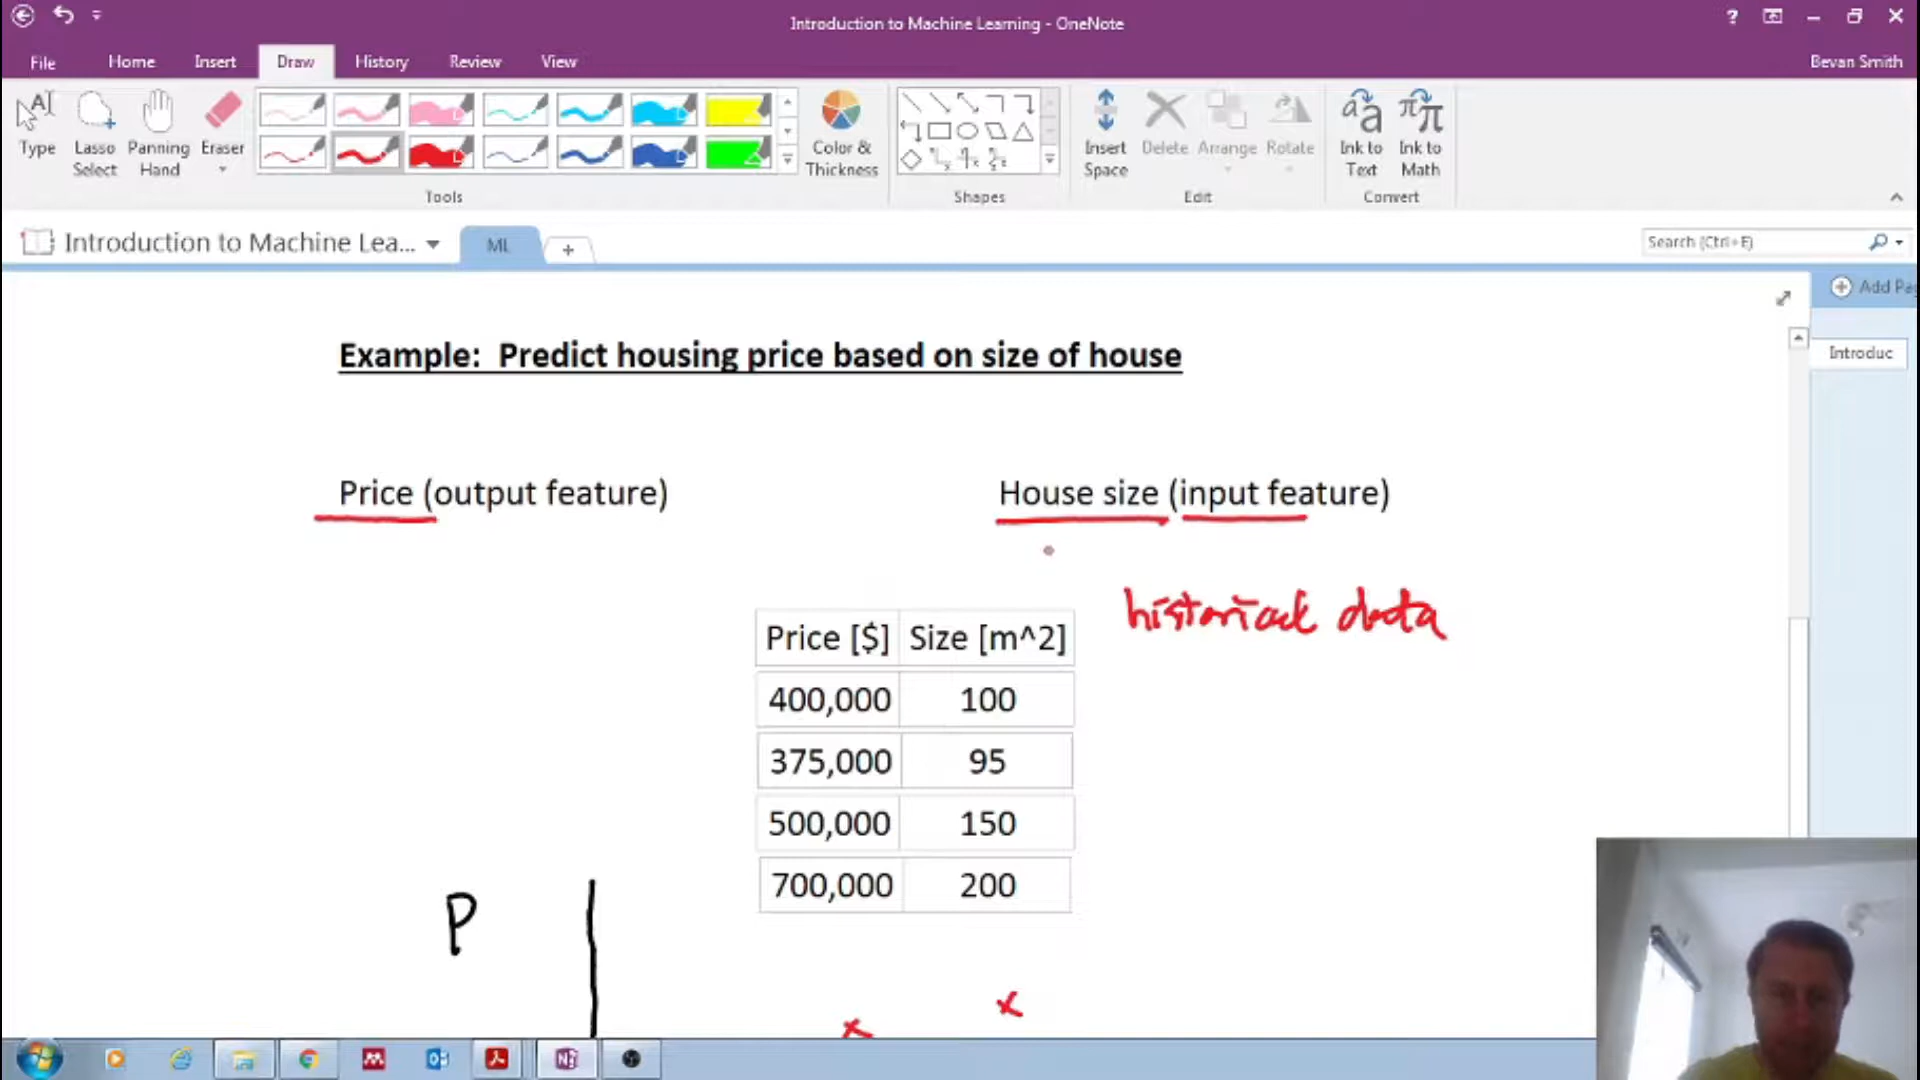 Introduction to Machine Learning - OneNote
?
File Home Insert Draw History Review View
Bevan Smith
Type
Lasso Select
Panning Hand
Eraser
Color & Thickness
Insert Space
Delete
Arrange
Rotate
Ink to Text
Ink to Math
Tools
Shapes
Edit
Convert
Introduction to Machine Lea...
ML
+
Search (Ctrl+E)
Add Pag
Introduc
Example: Predict housing price based on size of house
Price (output feature)
House size (input feature)
historical data
Price [$] Size [m^2]
400,000 100
375,000 95
500,000 150
700,000 200
P
x
x